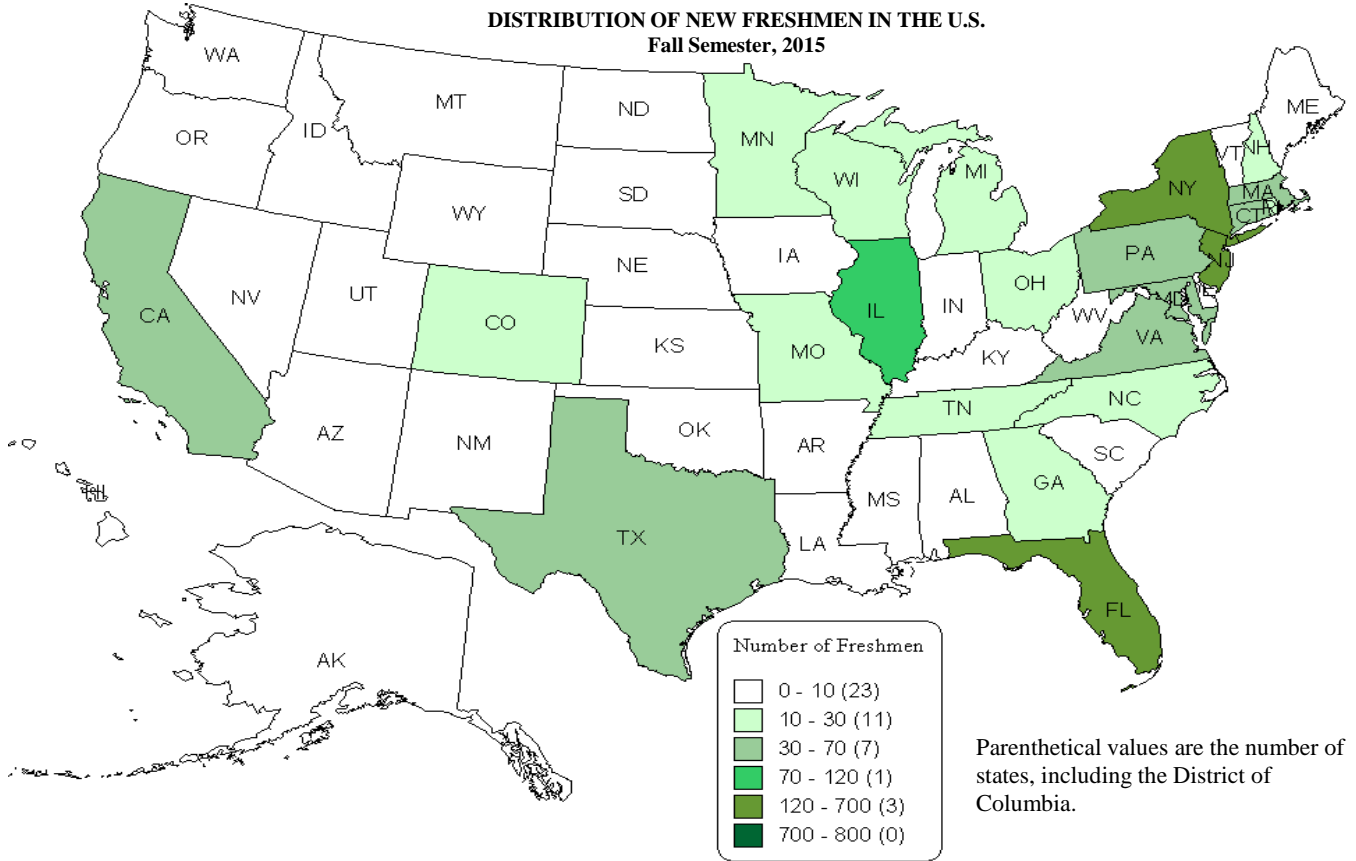 DISTRIBUTION OF NEW FRESHMEN IN THE U.S.
Fall Semester, 2015
WA
MT
ND
MN
ME
OR
ID
SD
WI
MI
VT
NH
NY
MA
WY
CT
RI
IA
PA
NE
NJ
NV
UT
IL
IN
OH
MD
CA
CO
WV
VA
KS
MO
KY
NC
TN
AZ
NM
OK
AR
SC
MS
AL
GA
TX
LA
FL
AK
Number of Freshmen
0 - 10 (23)
10 - 30 (11)
30 - 70 (7)
70 - 120 (1)
120 - 700 (3)
700 - 800 (0)
Parenthetical values are the number of
states, including the District of
Columbia.